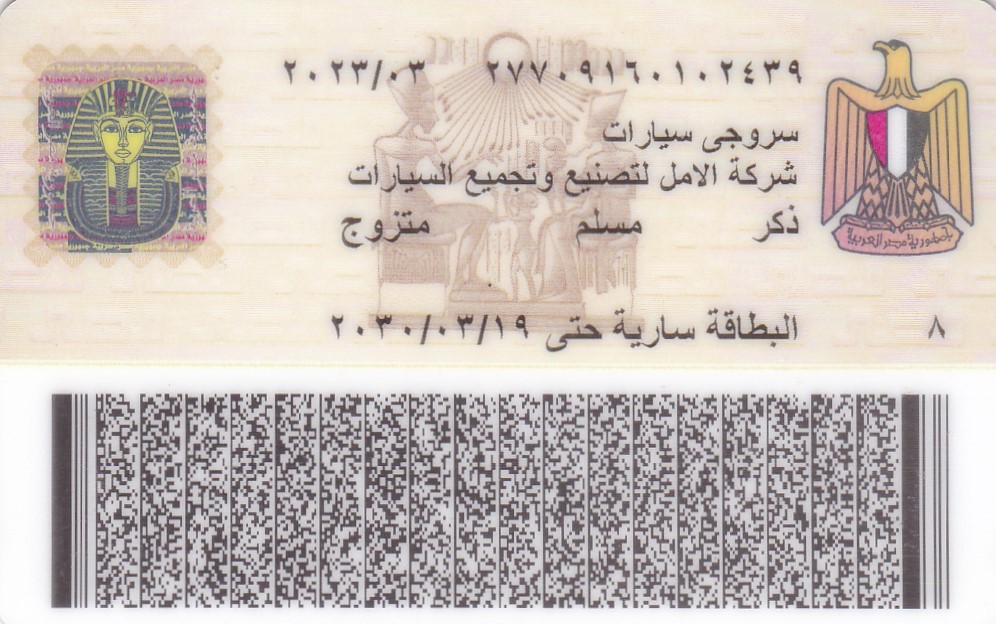 ٢٧٧٠٩١٦٠١٠٢٤٣٩ ٢٠٢٣/٠٣
سروجى سيارات
شركة الامل لتصنيع وتجميع السيارات
ذكر مسلم متزوج
جمهورية مصر العربية
البطاقة سارية حتى ٢٠٣٠/٠٣/١٩
٨